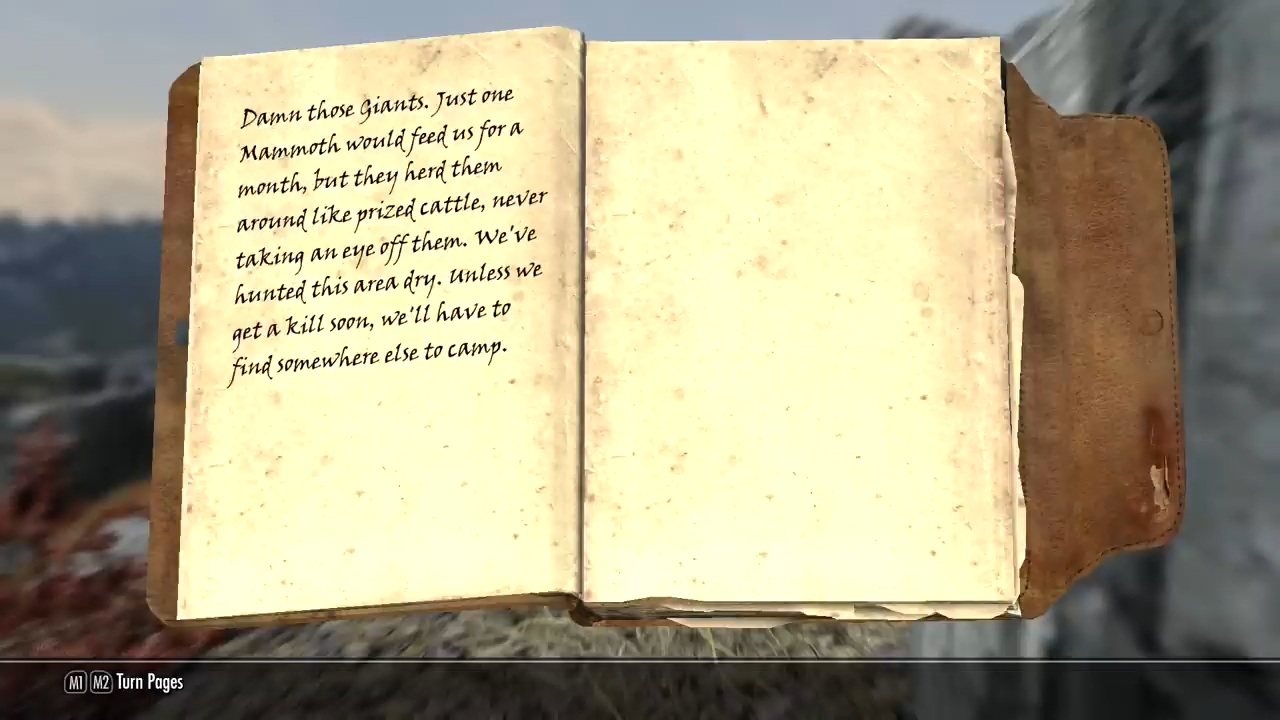 Damn those Giants. Just one
Mammoth would feed us for a
month, but they herd them
around like prized cattle, never
taking an eye off them. We've
hunted this area dry. Unless we
get a kill soon, we'll have to
find somewhere else to camp.
M1 M2 Turn Pages